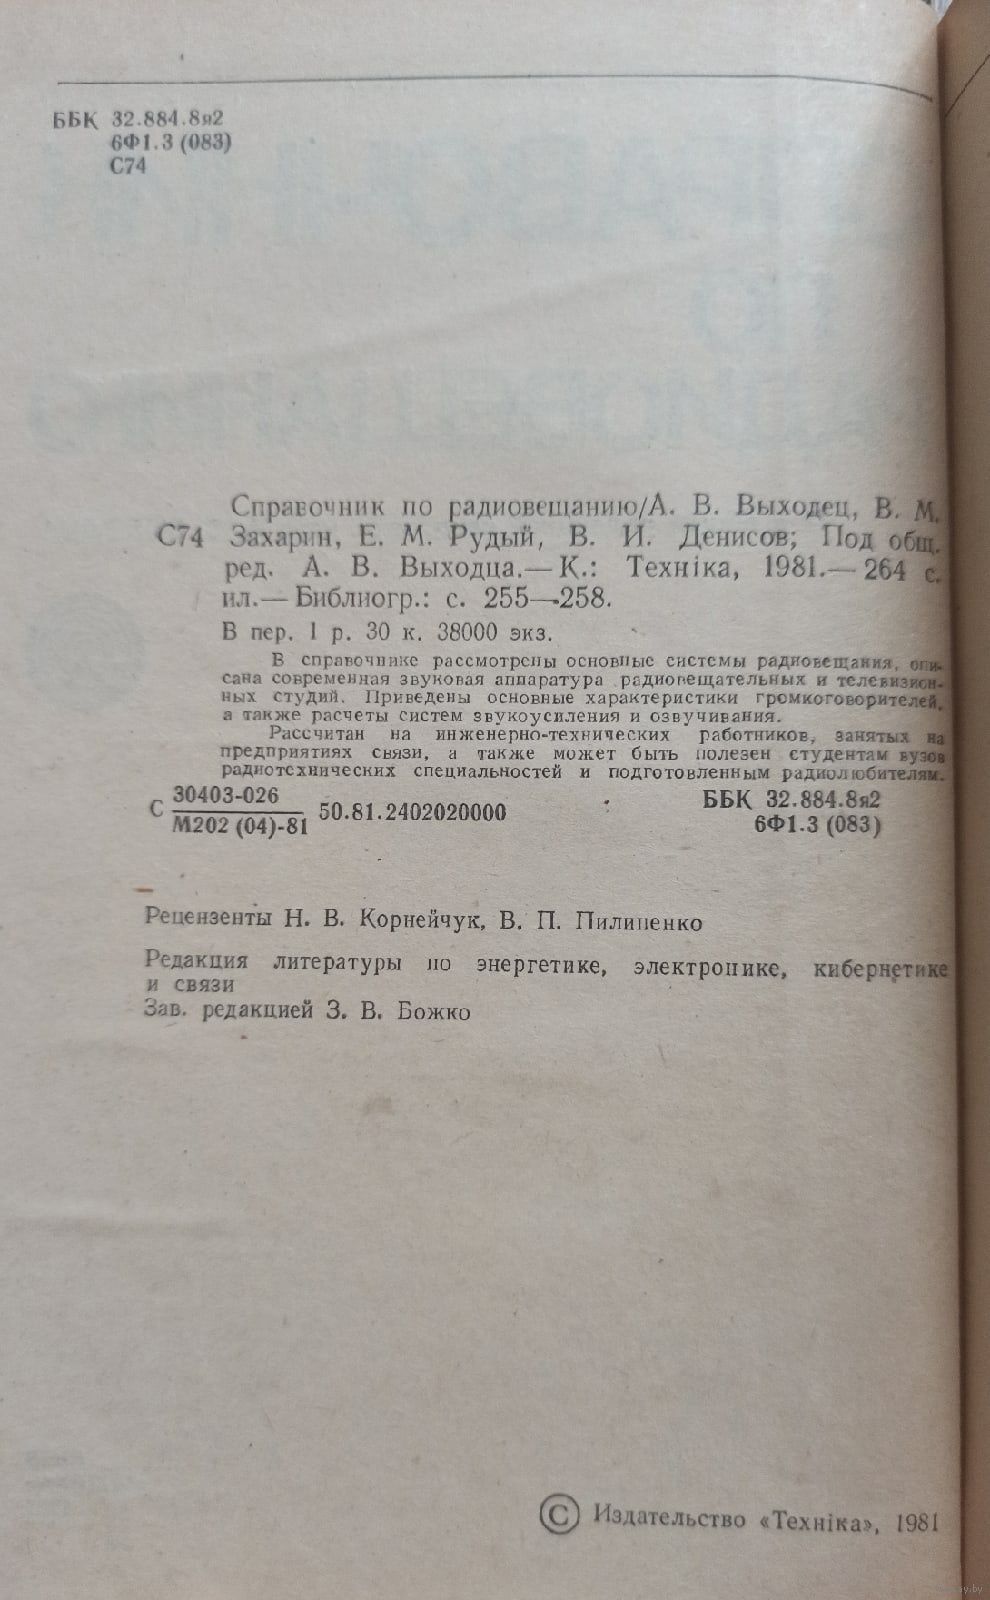 ББК 32.884.8я2
6Ф1.3 (083)
С74
Справочник по радиовещанию/А. В. Выходец, В. М.
С74 Захарин, Е. М. Рудый, В. И. Денисов; Под общ.
ред. А. В. Выходца.— К.: Техніка, 1981.— 264 с.
ил.— Библиогр.: с. 255—258.
В пер. 1 р. 30 к. 38000 экз.
В справочнике рассмотрены основные системы радиовещания, опи-
сана современная звуковая аппаратура радиовещательных и телевизион-
ных студий. Приведены основные характеристики громкоговорителей,
а также расчеты систем звукоусиления и озвучивания.
Рассчитан на инженерно-технических работников, занятых на
предприятиях связи, а также может быть полезен студентам вузов
радиотехнических специальностей и подготовленным радиолюбителям.
С 30403-026
М202 (04)-81 50.81.2402020000
ББК 32.884.8я2
6Ф1.3 (083)
Рецензенты Н. В. Корнейчук, В. П. Пилипенко
Редакция литературы по энергетике, электронике, кибернетике
и связи
Зав. редакцией З. В. Божко
© Издательство «Техніка», 1981